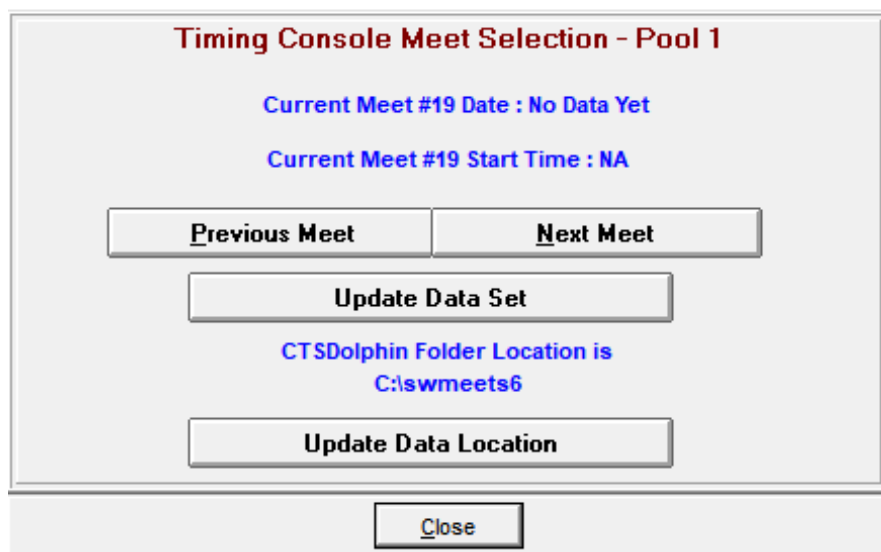 Timing Console Meet Selection - Pool 1
Current Meet #19 Date : No Data Yet
Current Meet #19 Start Time : NA
Previous Meet
Next Meet
Update Data Set
CTSDolphin Folder Location is
C:\swmeets6
Update Data Location
Close